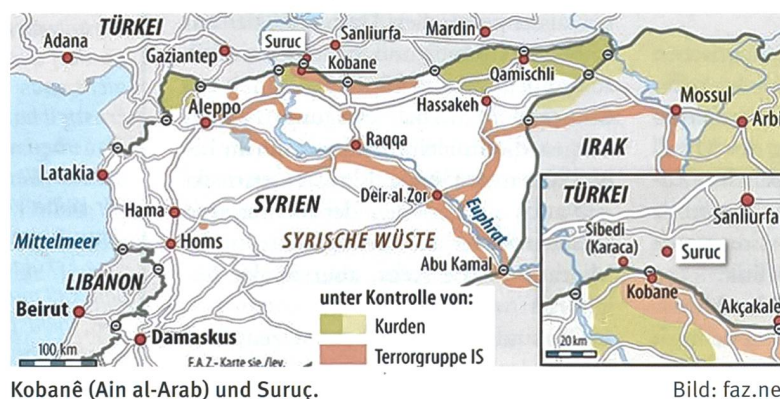 TÜRKEI
Adana
Gaziantep
Suruc
Sanliurfa
Mardin
Kobane
Qamischli
Aleppo
Hassakeh
Mossul
Arbi
Raqqa
IRAK
Latakia
Deir al Zor
SYRIEN
Hama
Euphrat
Mittelmeer
Homs
SYRISCHE WÜSTE
Abu Kamal
LIBANON
Beirut
Damaskus
100 km
F.A.Z.-Karte sie./lev.
unter Kontrolle von:
Kurden
Terrorgruppe IS
TÜRKEI
Sanliurfa
Sibedi
(Karaca)
Suruc
Kobane
Akçakale
20 km
Kobanê (Ain al-Arab) und Suruç.
Bild: faz.ne